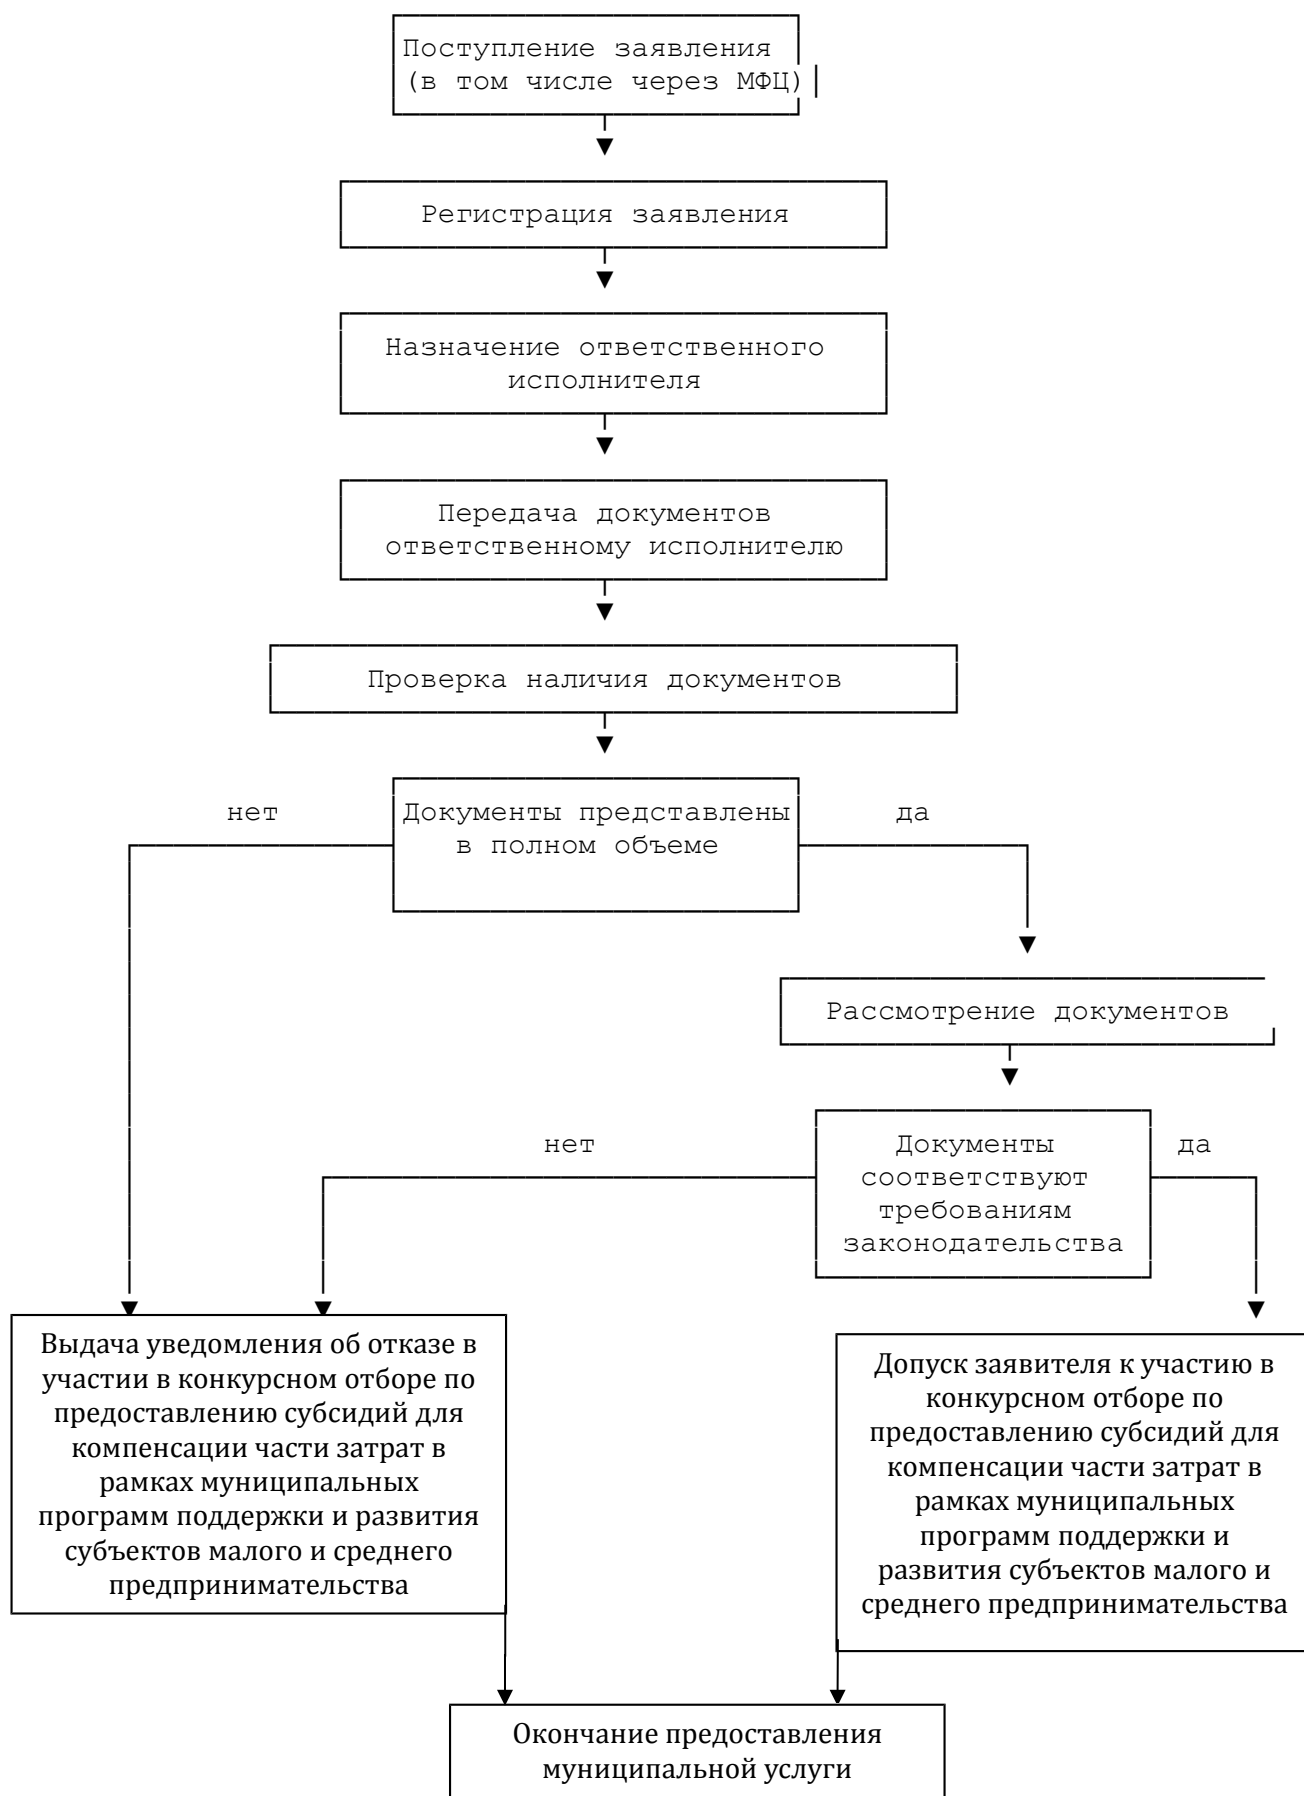 Поступление заявления
(в том числе через МФЦ)
Регистрация заявления
Назначение ответственного
исполнителя
Передача документов
ответственному исполнителю
Проверка наличия документов
нет
Документы представлены
в полном объеме
да
Рассмотрение документов
нет
Документы
соответствуют
требованиям
законодательства
да
Выдача уведомления об отказе в
участии в конкурсном отборе по
предоставлению субсидий для
компенсации части затрат в
рамках муниципальных
программ поддержки и развития
субъектов малого и среднего
предпринимательства
Допуск заявителя к участию в
конкурсном отборе по
предоставлению субсидий для
компенсации части затрат в
рамках муниципальных
программ поддержки и
развития субъектов малого и
среднего предпринимательства
Окончание предоставления
муниципальной услуги